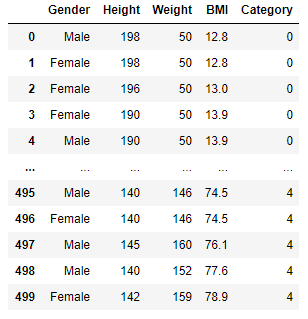 Gender Height Weight BMI Category
0 Male 198 50 12.8 0
1 Female 198 50 12.8 0
2 Female 196 50 13.0 0
3 Female 190 50 13.9 0
4 Male 190 50 13.9 0
... ... ... ... ... ...
495 Male 140 146 74.5 4
496 Female 140 146 74.5 4
497 Male 145 160 76.1 4
498 Male 140 152 77.6 4
499 Female 142 159 78.9 4